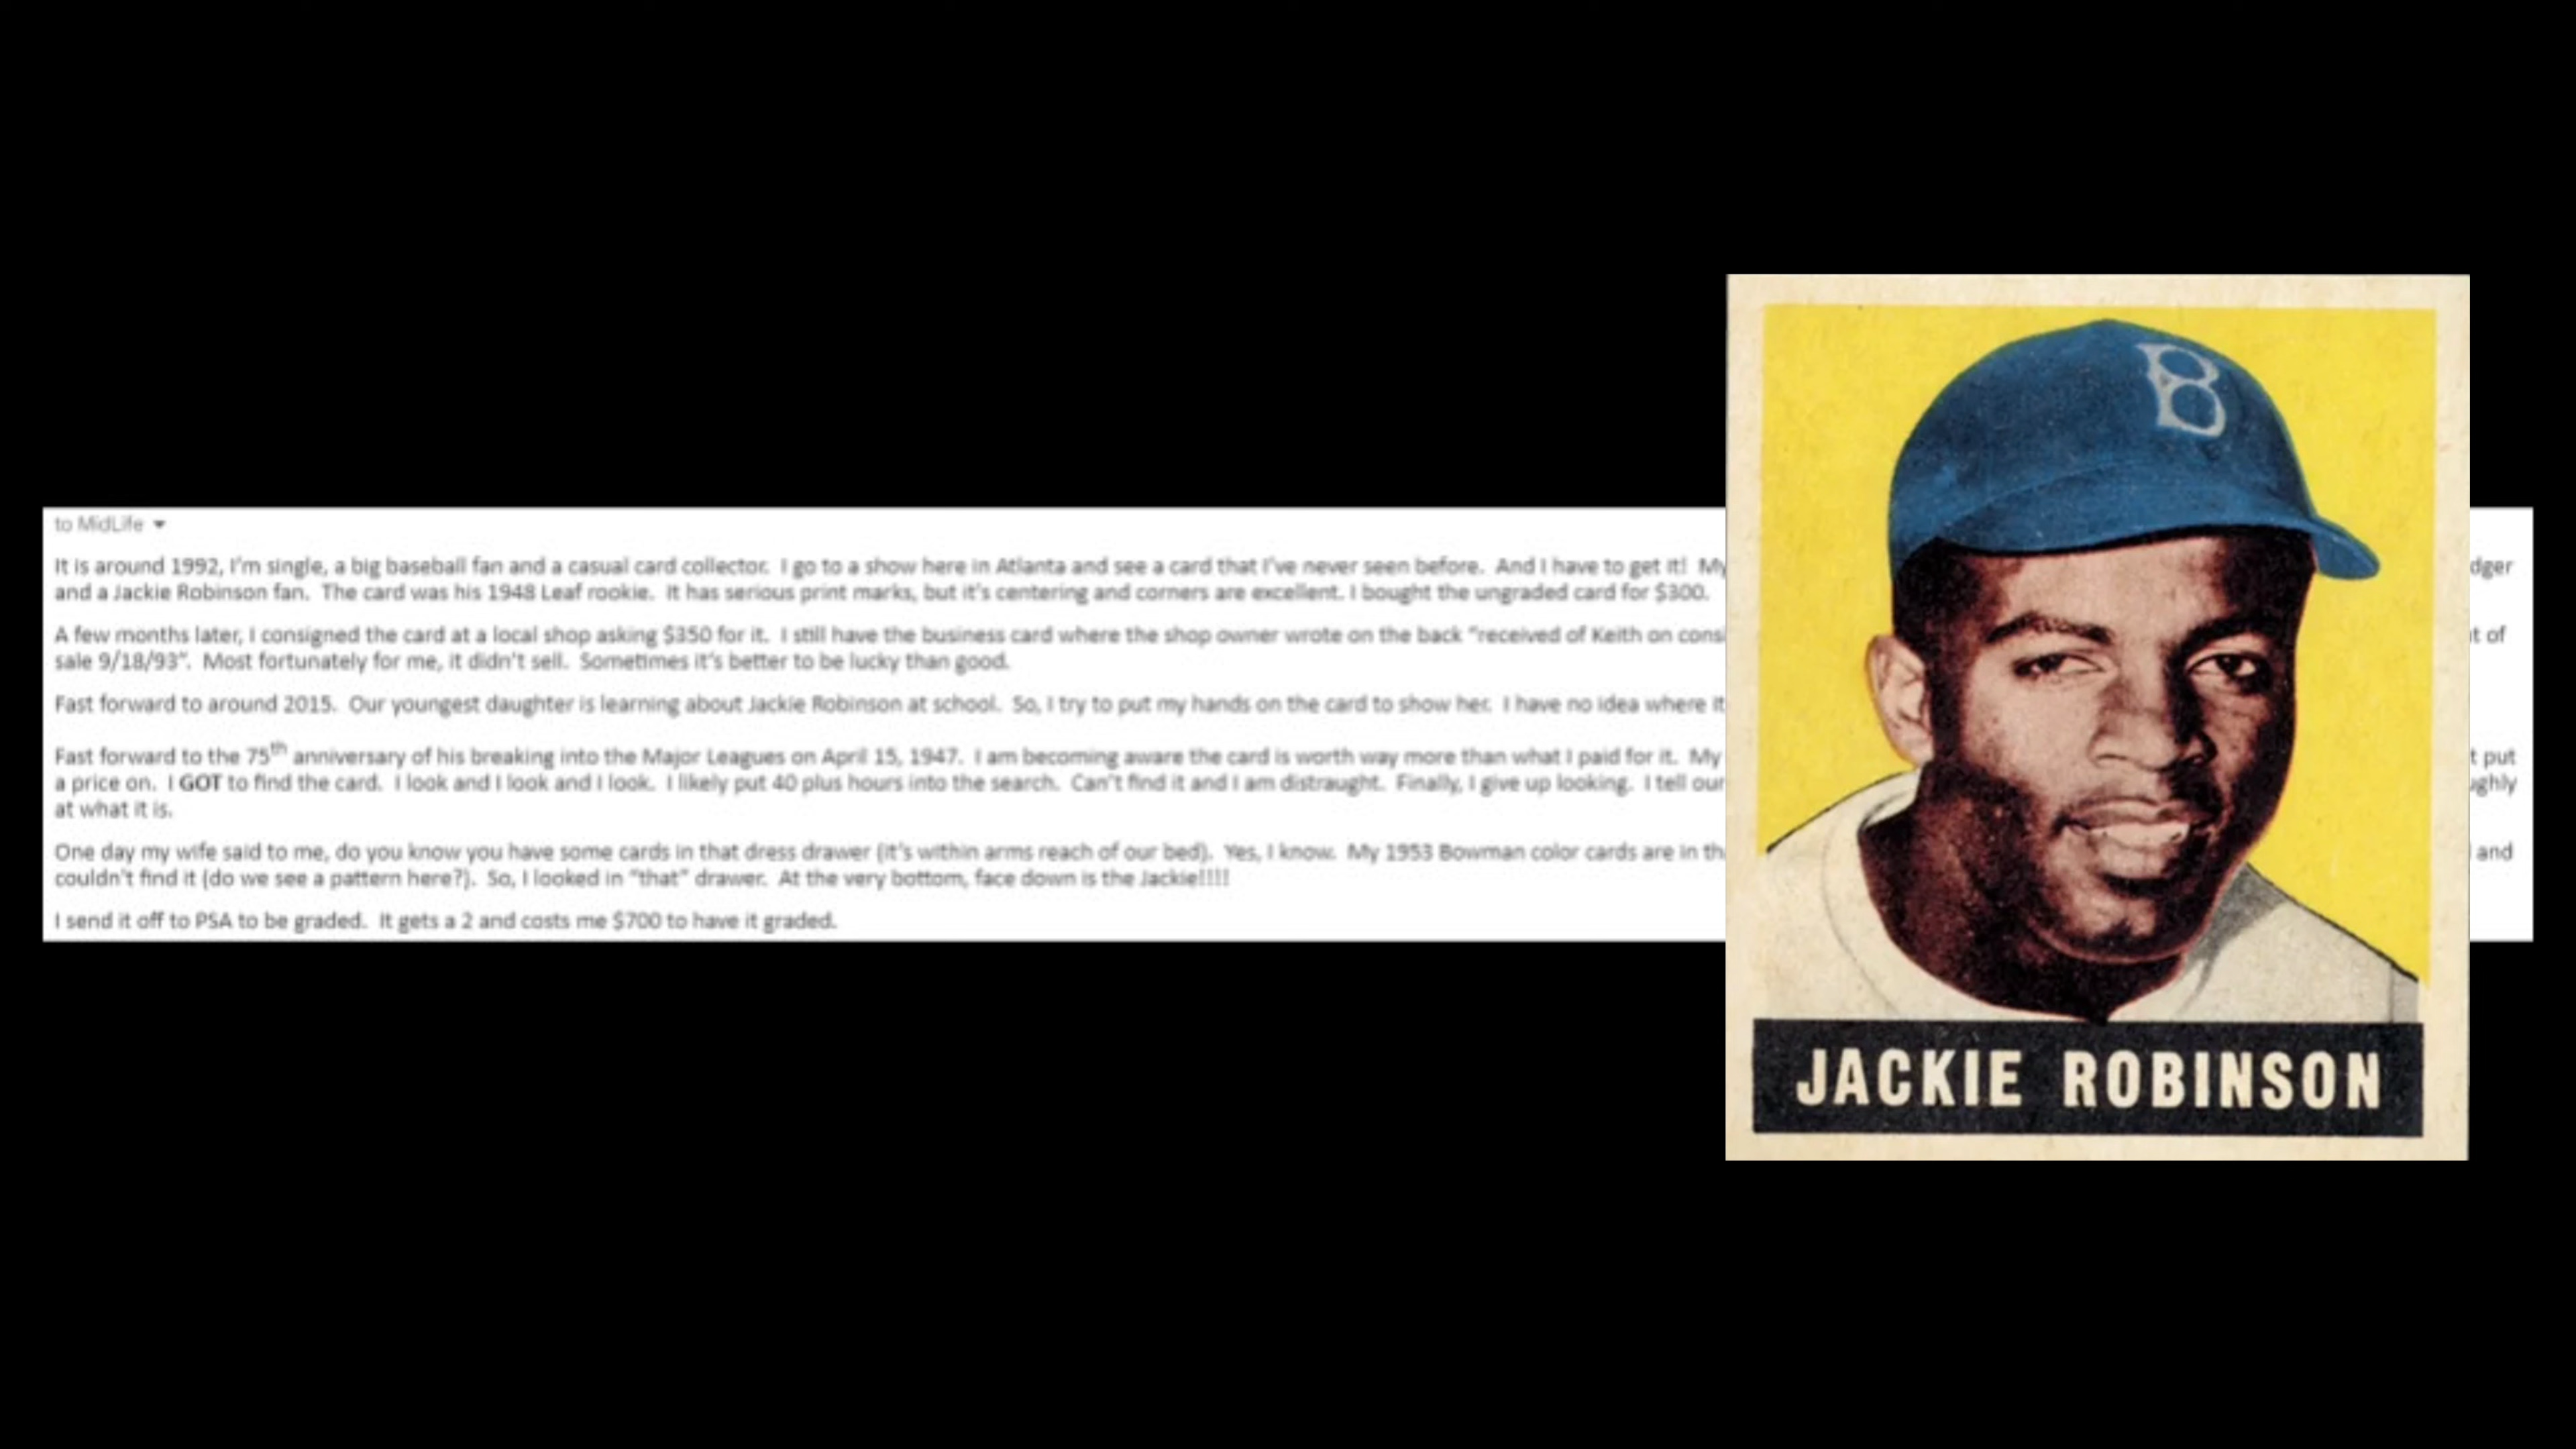 to MidLife
It is around 1992, I'm single, a big baseball fan and a casual card collector. I go to a show here in Atlanta and see a card that I've never seen before. And I have to get it! My dger
and a Jackie Robinson fan. The card was his 1948 Leaf rookie. It has serious print marks, but it's centering and corners are excellent. I bought the ungraded card for $300.
A few months later, I consigned the card at a local shop asking $350 for it. I still have the business card where the shop owner wrote on the back "received of Keith on consi t of
sale 9/18/93". Most fortunately for me, it didn't sell. Sometimes it's better to be lucky than good.
Fast forward to around 2015. Our youngest daughter is learning about Jackie Robinson at school. So, I try to put my hands on the card to show her. I have no idea where it
Fast forward to the 75th anniversary of his breaking into the Major Leagues on April 15, 1947. I am becoming aware the card is worth way more than what I paid for it. My t put
a price on. I GOT to find the card. I look and I look and I look. I likely put 40 plus hours into the search. Can't find it and I am distraught. Finally, I give up looking. I tell our ughly
at what it is.
One day my wife said to me, do you know you have some cards in that dress drawer (it's within arms reach of our bed). Yes, I know. My 1953 Bowman color cards are in th and
couldn't find it (do we see a pattern here?). So, I looked in "that" drawer. At the very bottom, face down is the Jackie!!!!
I send it off to PSA to be graded. It gets a 2 and costs me $700 to have it graded.
B
JACKIE ROBINSON